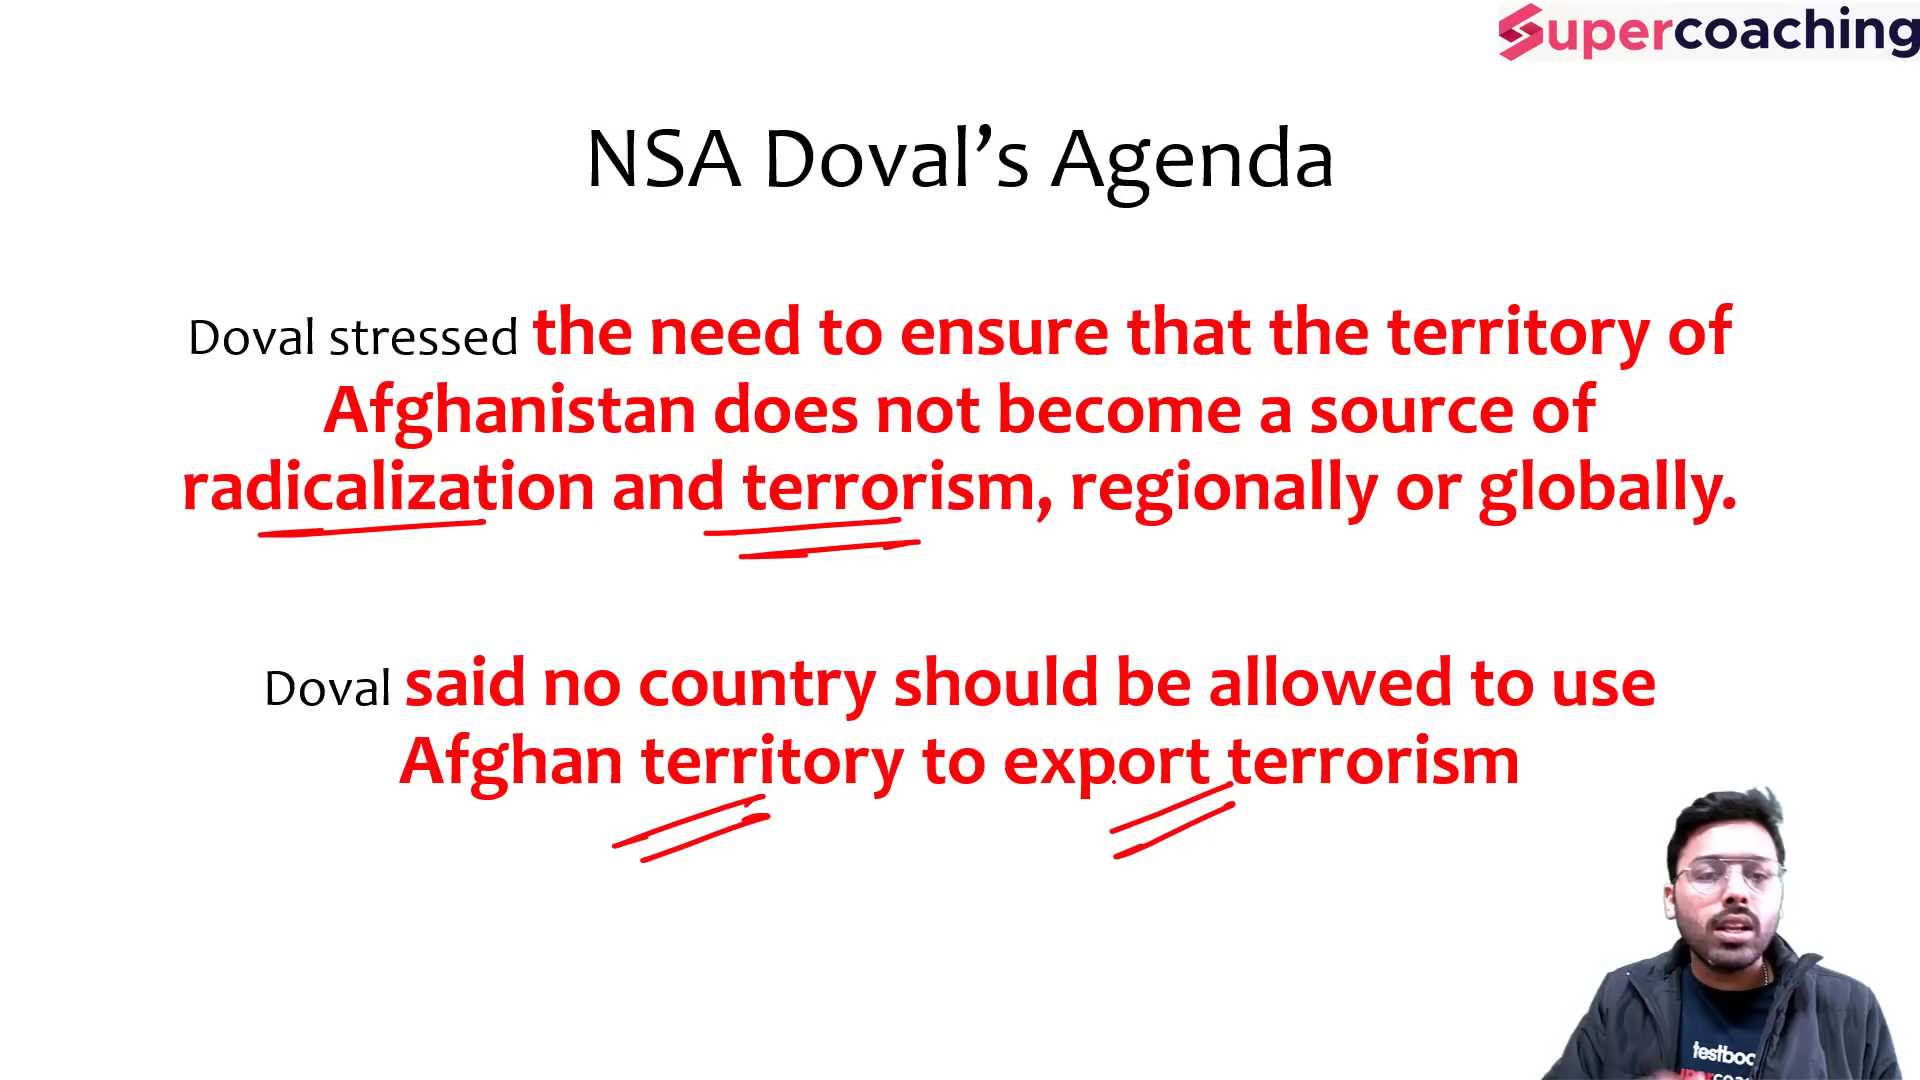 Supercoaching
NSA Doval’s Agenda
Doval stressed the need to ensure that the territory of
Afghanistan does not become a source of
radicalization and terrorism, regionally or globally.
Doval said no country should be allowed to use
Afghan territory to export terrorism
testboo